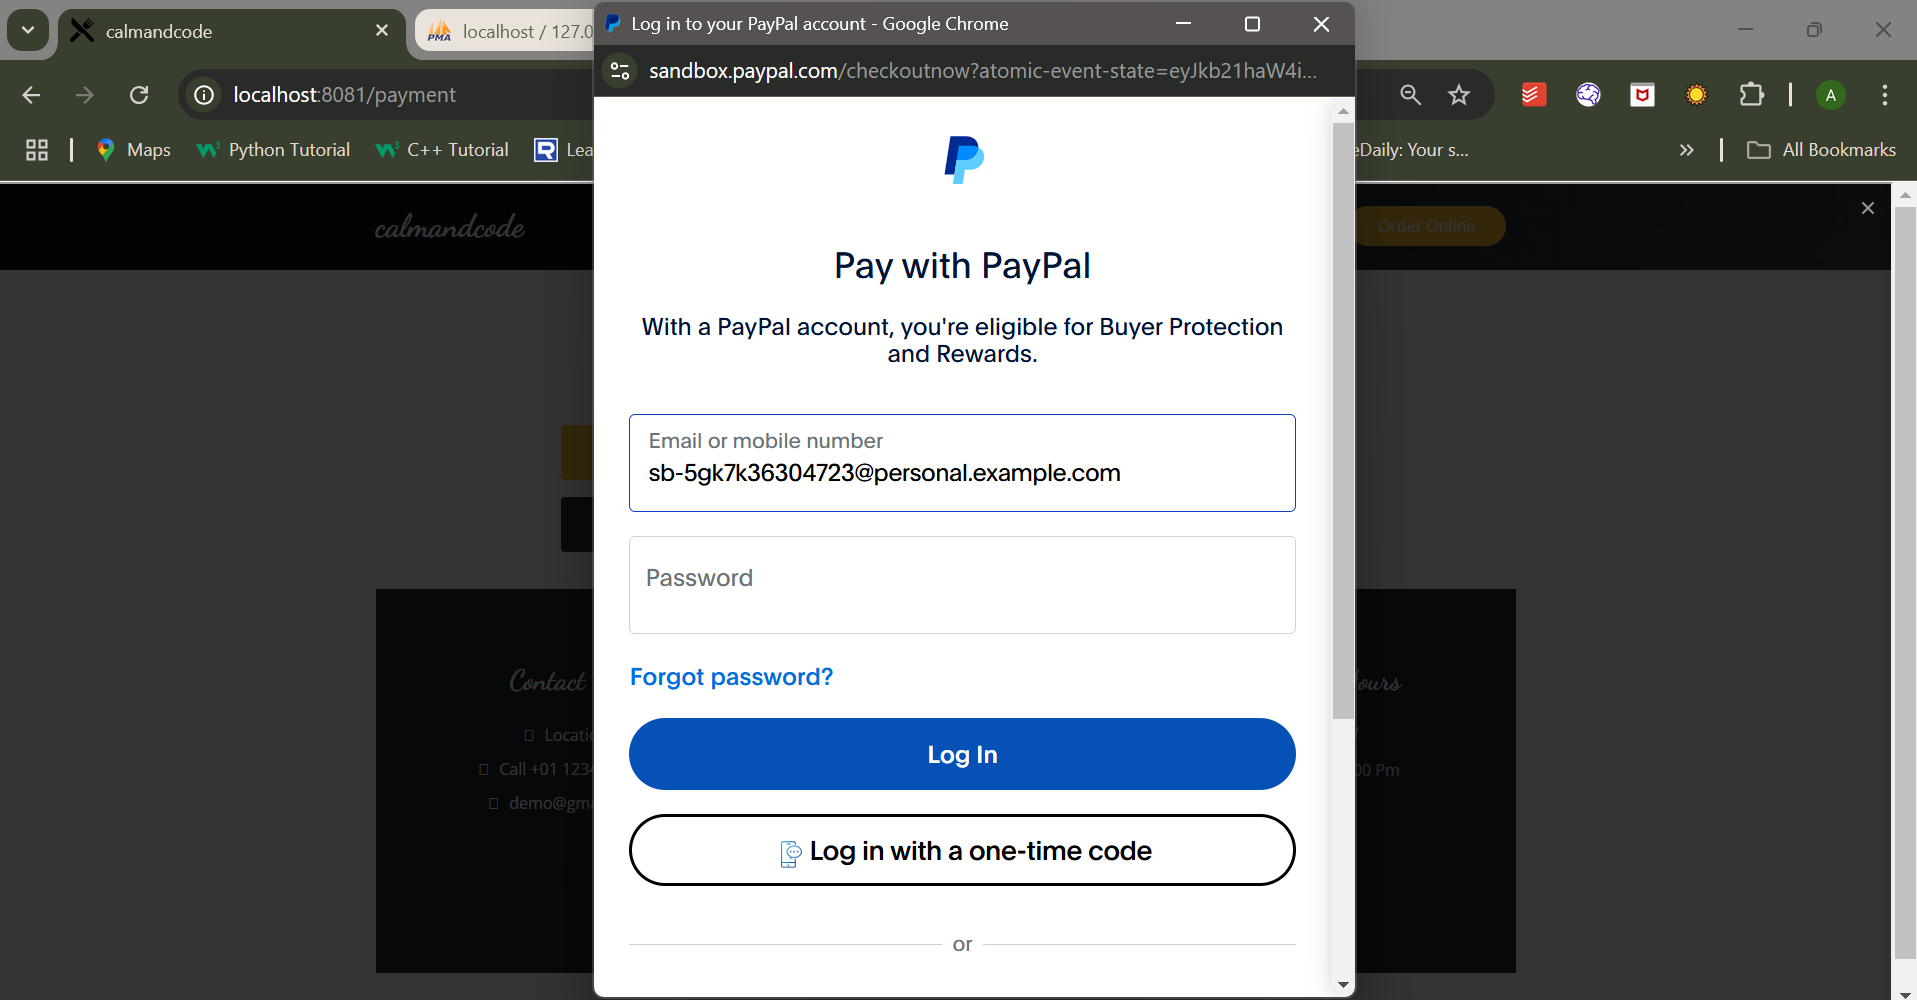 calmandcode
localhost / 127.0
Log in to your PayPal account - Google Chrome
localhost:8081/payment
sandbox.paypal.com/checkoutnow?atomic-event-state=eyJkb21haW4i...
A
Maps
Python Tutorial
C++ Tutorial
Lea
eDaily: Your s...
All Bookmarks
calmandcode
Order Online
Pay with PayPal
With a PayPal account, you're eligible for Buyer Protection
and Rewards.
Email or mobile number
sb-5gk7k36304723@personal.example.com
Password
Forgot password?
Log In
Log in with a one-time code
or
Contact
Locatio
Call +01 1234
demo@gma
ours
00 Pm